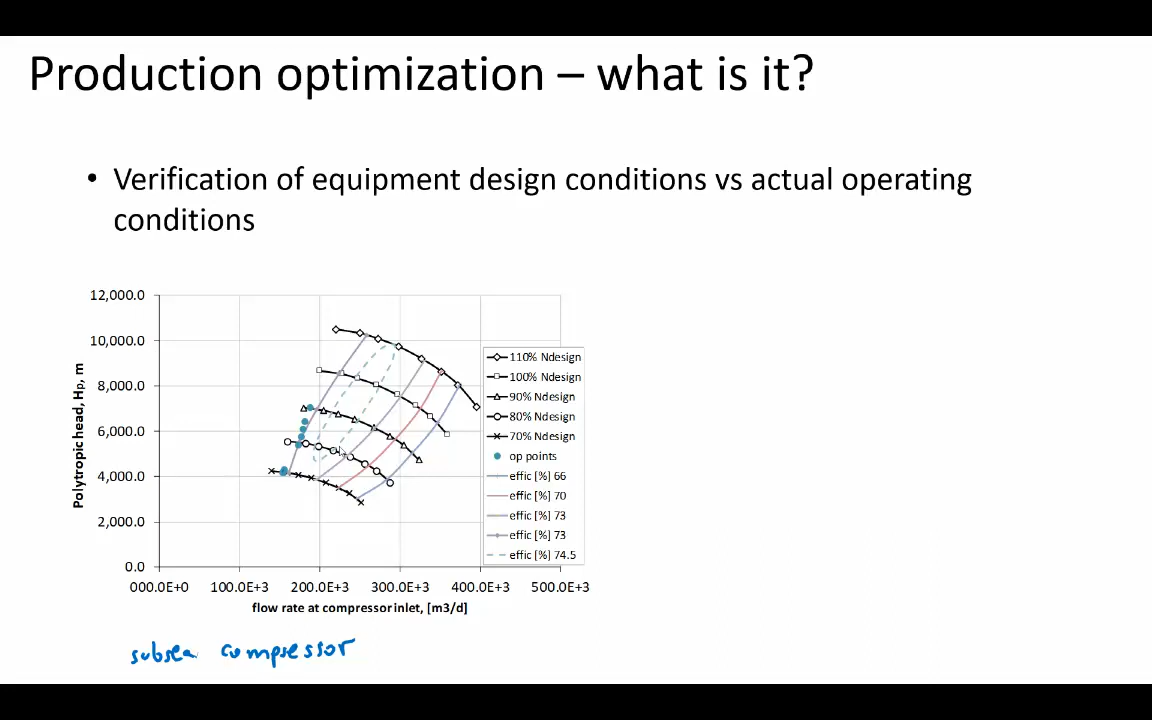 Production optimization – what is it?
• Verification of equipment design conditions vs actual operating
conditions
12,000.0
10,000.0
8,000.0
6,000.0
4,000.0
2,000.0
0.0
Polytropic head, Hp, m
000.0E+0 100.0E+3 200.0E+3 300.0E+3 400.0E+3 500.0E+3
flow rate at compressor inlet, [m3/d]
110% Ndesign
100% Ndesign
90% Ndesign
80% Ndesign
70% Ndesign
op points
effic [%] 66
effic [%] 70
effic [%] 73
effic [%] 73
effic [%] 74.5
subsea compressor